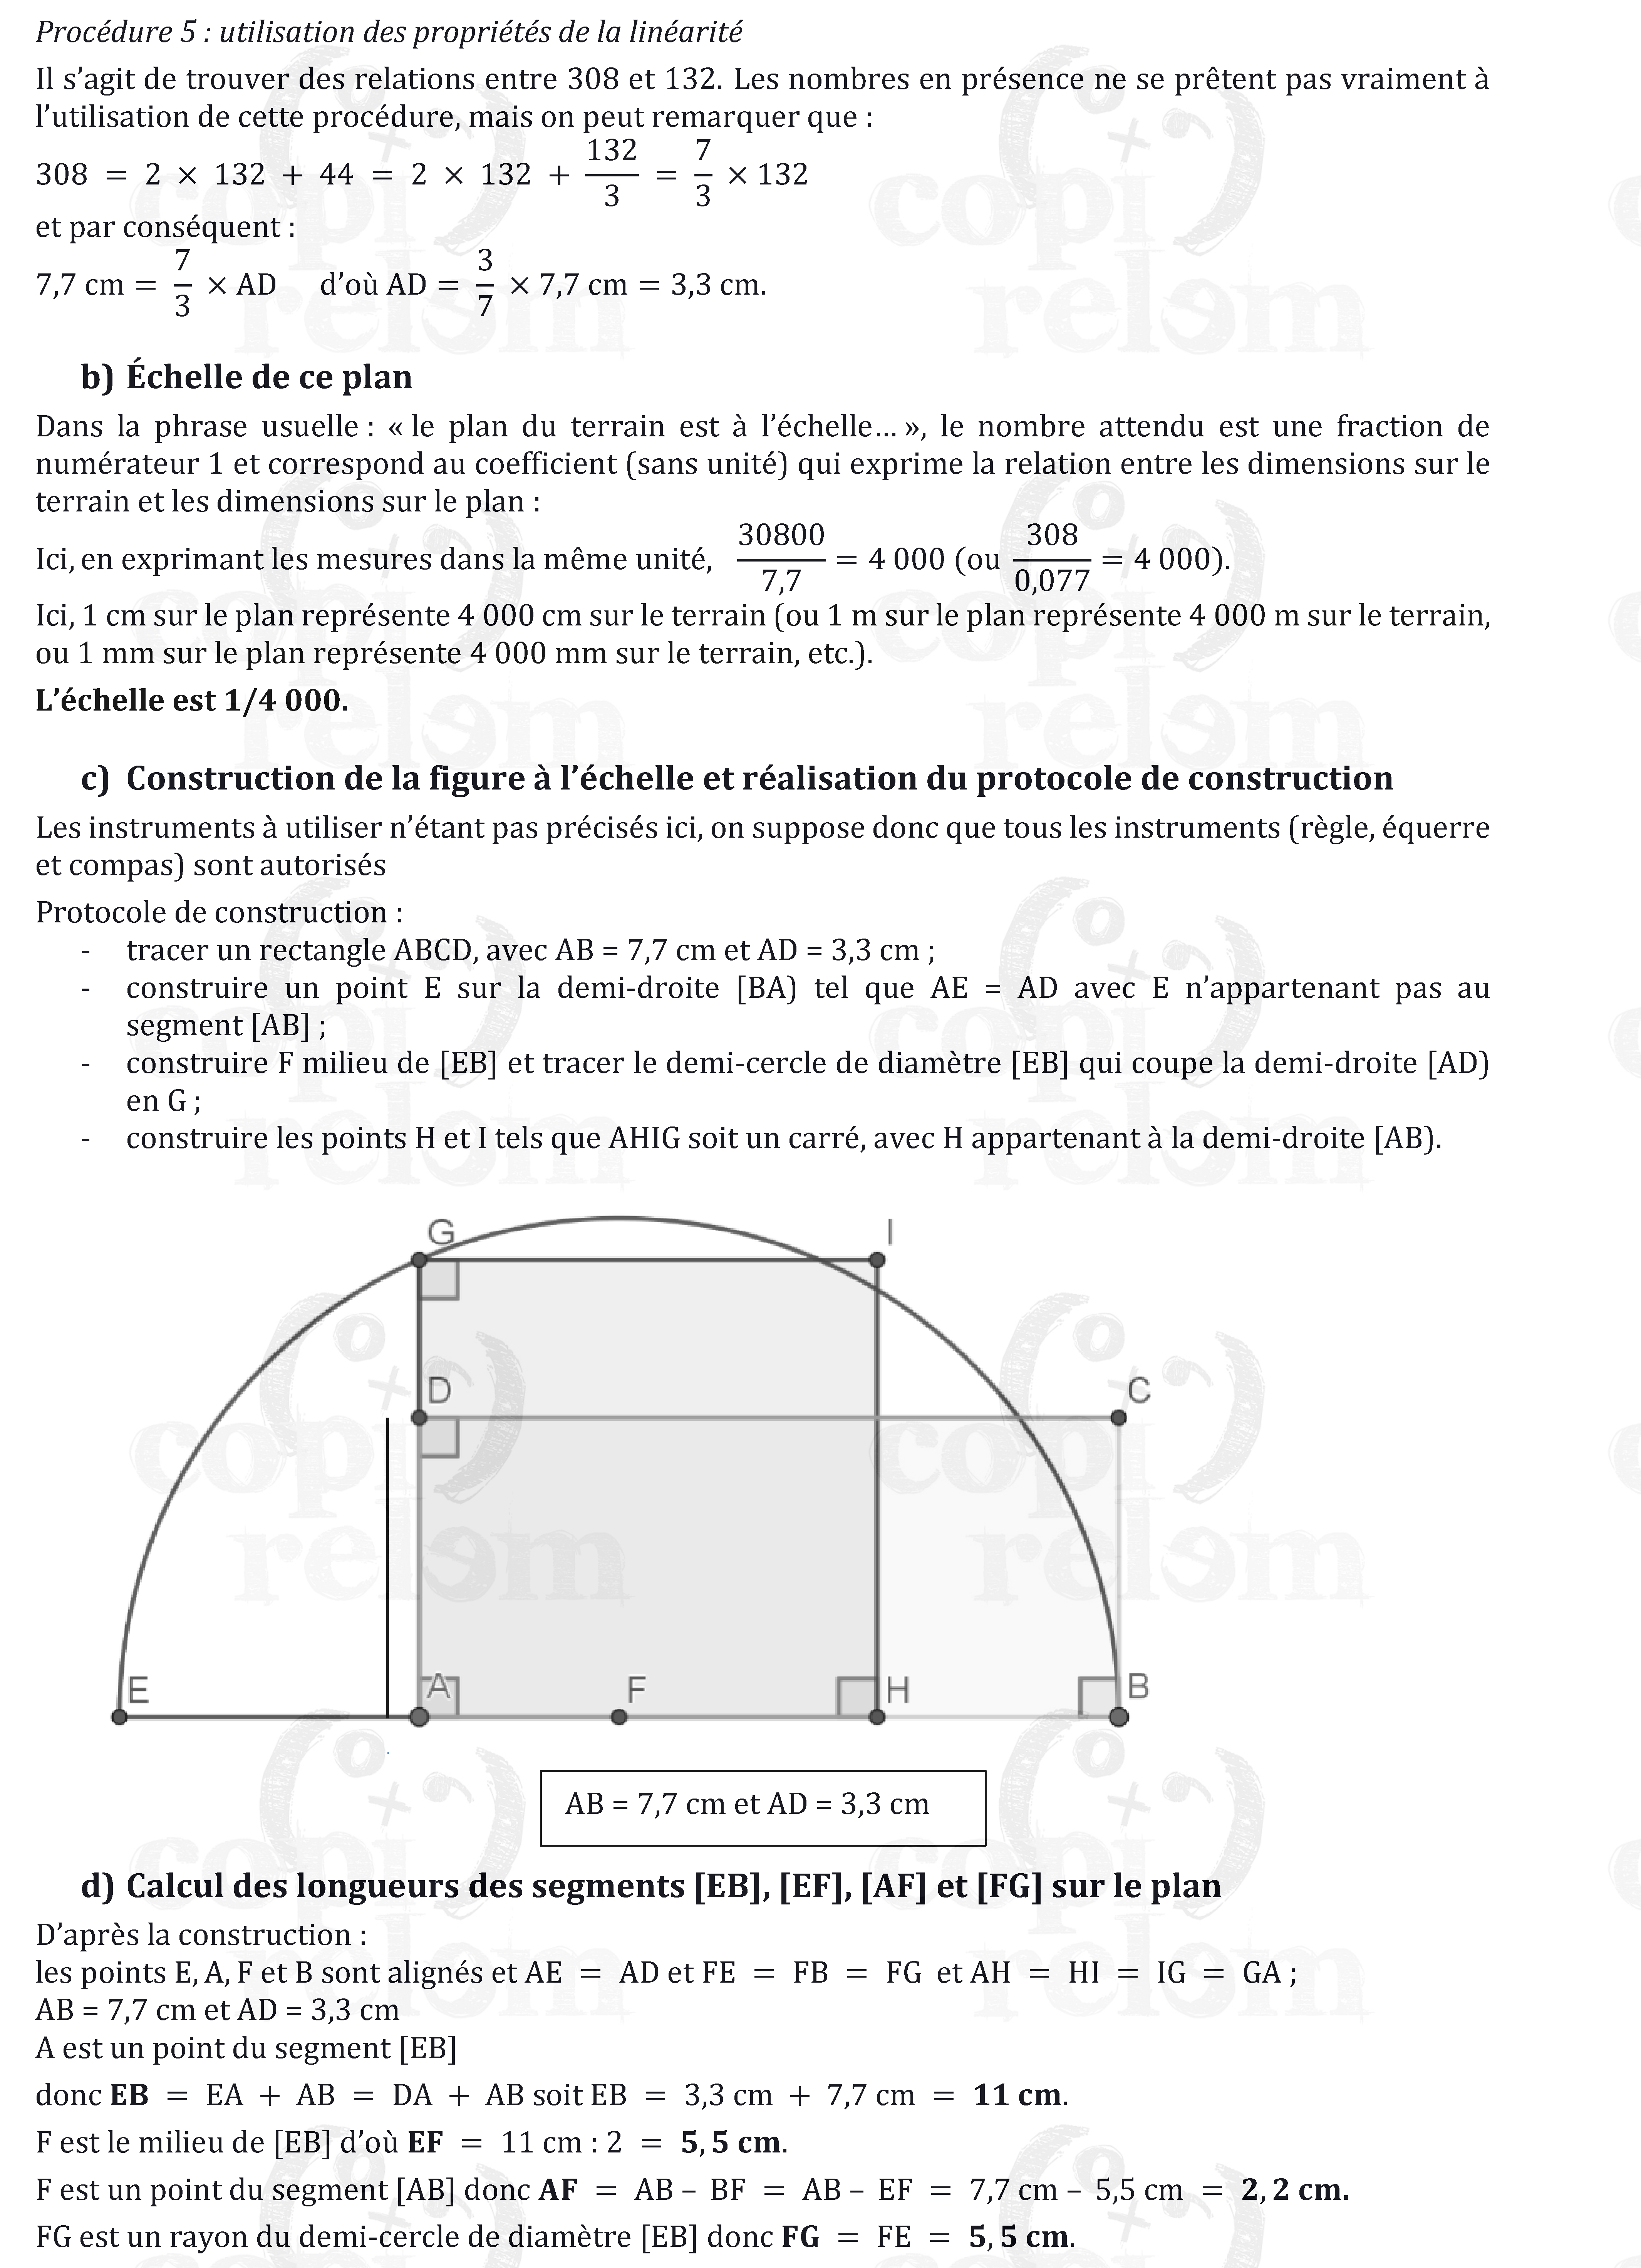 Procédure 5 : utilisation des propriétés de la linéarité
Il s’agit de trouver des relations entre 308 et 132. Les nombres en présence ne se prêtent pas vraiment à
l’utilisation de cette procédure, mais on peut remarquer que :
308 = 2 × 132 + 44 = 2 × 132 + 132/3 = 7/3 × 132
et par conséquent :
7,7 cm = 7/3 × AD d’où AD = 3/7 × 7,7 cm = 3,3 cm.
b) Échelle de ce plan
Dans la phrase usuelle : « le plan du terrain est à l’échelle… », le nombre attendu est une fraction de
numérateur 1 et correspond au coefficient (sans unité) qui exprime la relation entre les dimensions sur le
terrain et les dimensions sur le plan :
Ici, en exprimant les mesures dans la même unité, 30800/7,7 = 4 000 (ou 308/0,077 = 4 000).
Ici, 1 cm sur le plan représente 4 000 cm sur le terrain (ou 1 m sur le plan représente 4 000 m sur le terrain,
ou 1 mm sur le plan représente 4 000 mm sur le terrain, etc.).
L’échelle est 1/4 000.
c) Construction de la figure à l’échelle et réalisation du protocole de construction
Les instruments à utiliser n’étant pas précisés ici, on suppose donc que tous les instruments (règle, équerre
et compas) sont autorisés
Protocole de construction :
- tracer un rectangle ABCD, avec AB = 7,7 cm et AD = 3,3 cm ;
- construire un point E sur la demi-droite [BA) tel que AE = AD avec E n’appartenant pas au
segment [AB] ;
- construire F milieu de [EB] et tracer le demi-cercle de diamètre [EB] qui coupe la demi-droite [AD)
en G ;
- construire les points H et I tels que AHIG soit un carré, avec H appartenant à la demi-droite [AB).
G I
D C
E A F H B
AB = 7,7 cm et AD = 3,3 cm
d) Calcul des longueurs des segments [EB], [EF], [AF] et [FG] sur le plan
D’après la construction :
les points E, A, F et B sont alignés et AE = AD et FE = FB = FG et AH = HI = IG = GA ;
AB = 7,7 cm et AD = 3,3 cm
A est un point du segment [EB]
donc EB = EA + AB = DA + AB soit EB = 3,3 cm + 7,7 cm = 11 cm.
F est le milieu de [EB] d’où EF = 11 cm : 2 = 5, 5 cm.
F est un point du segment [AB] donc AF = AB – BF = AB – EF = 7,7 cm – 5,5 cm = 2, 2 cm.
FG est un rayon du demi-cercle de diamètre [EB] donc FG = FE = 5, 5 cm.
copi
relem